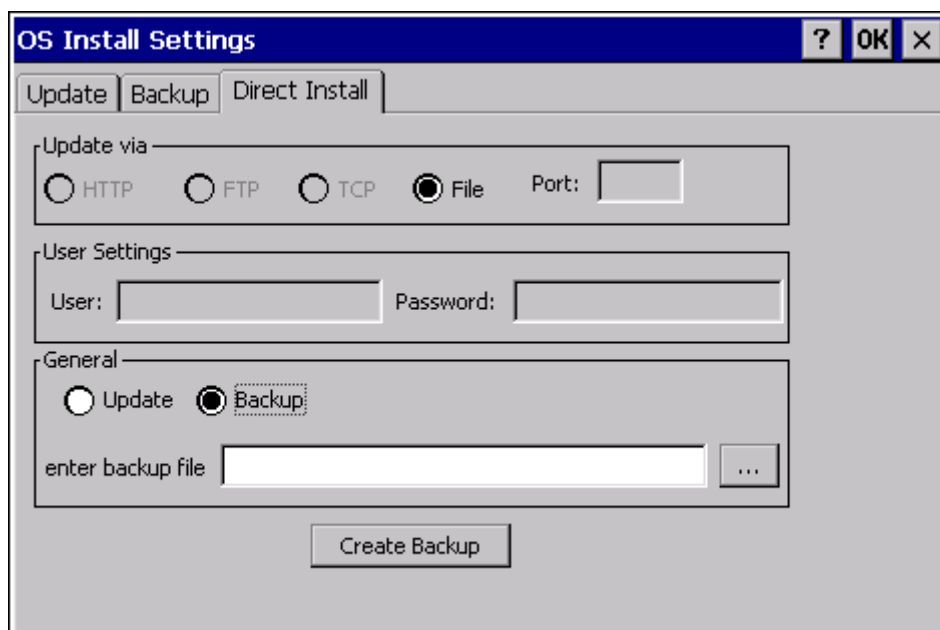 OS Install Settings ? OK ×
Update Backup Direct Install
Update via
HTTP FTP TCP File Port:
User Settings
User: Password:
General
Update Backup
enter backup file ...
Create Backup